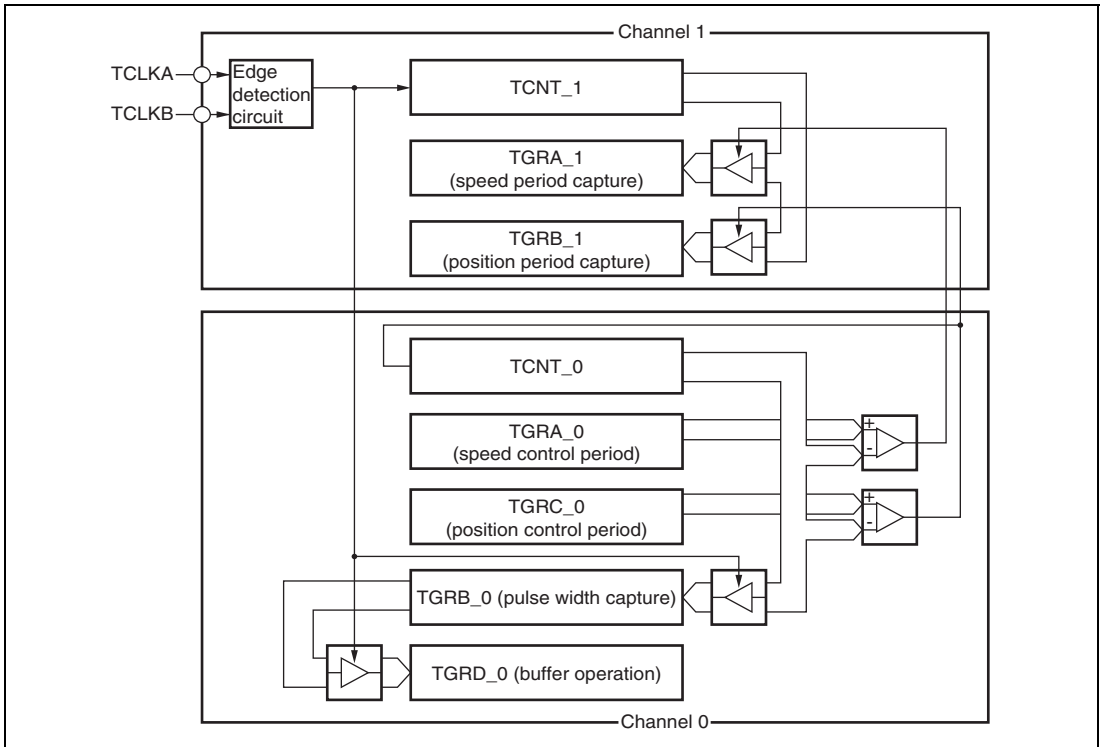 Channel 1
TCLKA
TCLKB
Edge
detection
circuit
TCNT_1
TGRA_1
(speed period capture)
TGRB_1
(position period capture)
TCNT_0
TGRA_0
(speed control period)
+
-
TGRC_0
(position control period)
+
-
TGRB_0 (pulse width capture)
TGRD_0 (buffer operation)
Channel 0